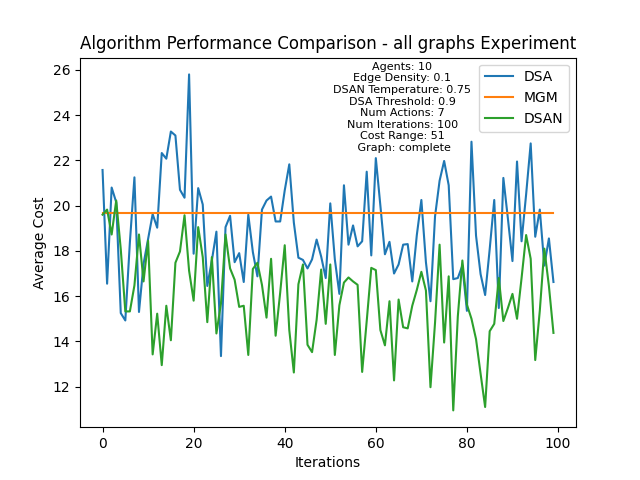 Algorithm Performance Comparison - all graphs Experiment
Agents: 10
Edge Density: 0.1
DSAN Temperature: 0.75
DSA Threshold: 0.9
Num Actions: 7
Num Iterations: 100
Cost Range: 51
Graph: complete
DSA
MGM
DSAN
Average Cost
26
24
22
20
18
16
14
12
0
20
40
60
80
100
Iterations